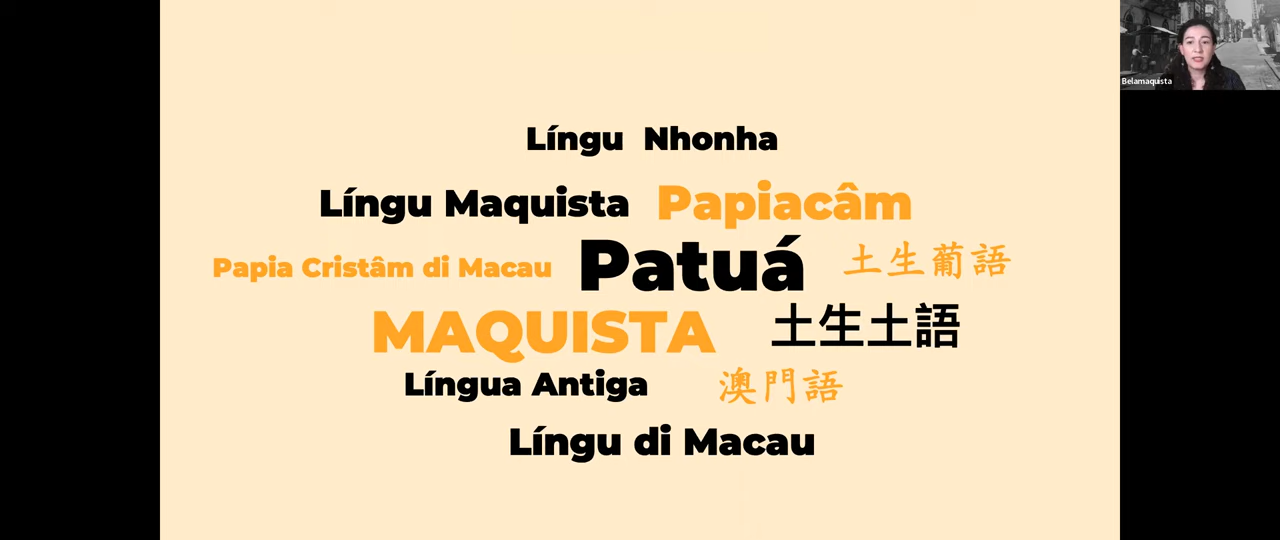 Belamaquista
Língu Nhonha
Língu Maquista Papiacâm
Papia Cristâm di Macau Patuá 土生葡語
MAQUISTA 土生土語
Língua Antiga 澳門語
Língu di Macau